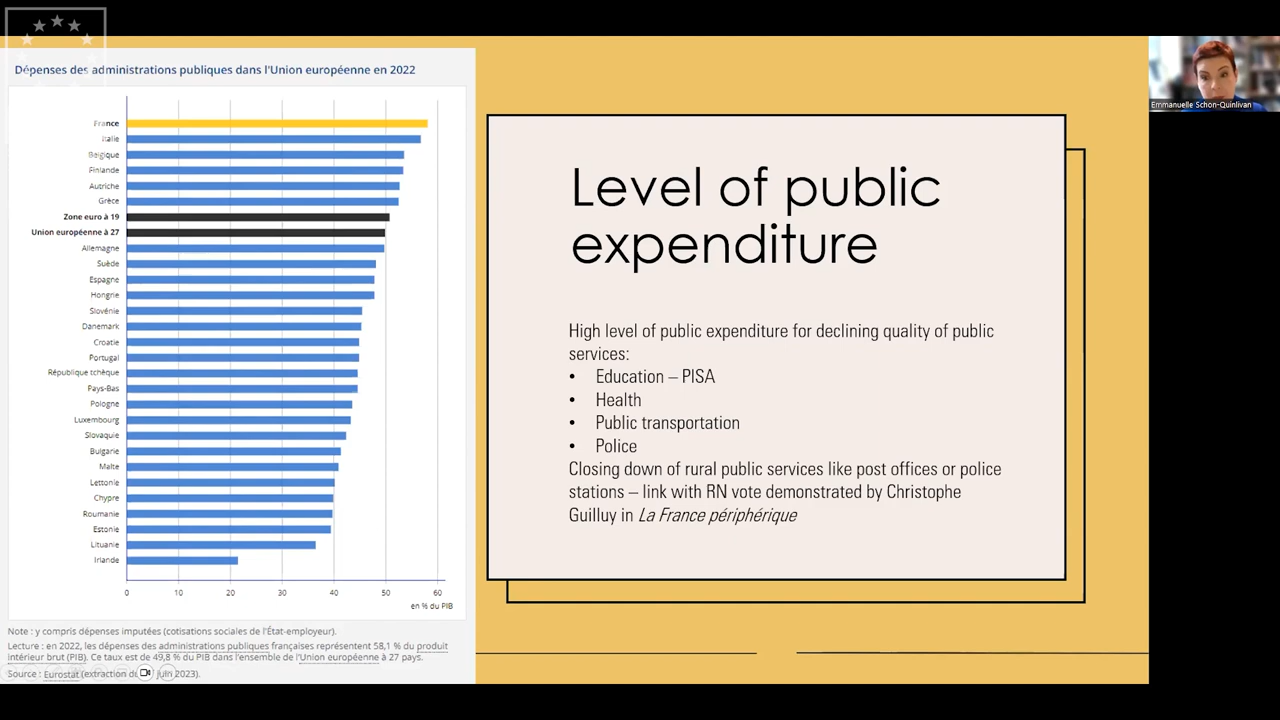 Dépenses des administrations publiques dans l'Union européenne en 2022
France
Italie
Belgique
Finlande
Autriche
Grèce
Zone euro à 19
Union européenne à 27
Allemagne
Suède
Espagne
Hongrie
Slovénie
Danemark
Croatie
Portugal
République tchèque
Pays-Bas
Pologne
Luxembourg
Slovaquie
Bulgarie
Malte
Lettonie
Chypre
Roumanie
Estonie
Lituanie
Irlande
0 10 20 30 40 50 60
en % du PIB
Note : y compris dépenses imputées (cotisations sociales de l'État-employeur).
Lecture : en 2022, les dépenses des administrations publiques françaises représentent 58,1 % du produit
intérieur brut (PIB). Ce taux est de 49,8 % du PIB dans l'ensemble de l'Union européenne à 27 pays.
Source : Eurostat (extraction du juin 2023).
Level of public
expenditure
High level of public expenditure for declining quality of public
services:
• Education – PISA
• Health
• Public transportation
• Police
Closing down of rural public services like post offices or police
stations – link with RN vote demonstrated by Christophe
Guilluy in La France périphérique
Emmanuelle Schon-Quinlivan